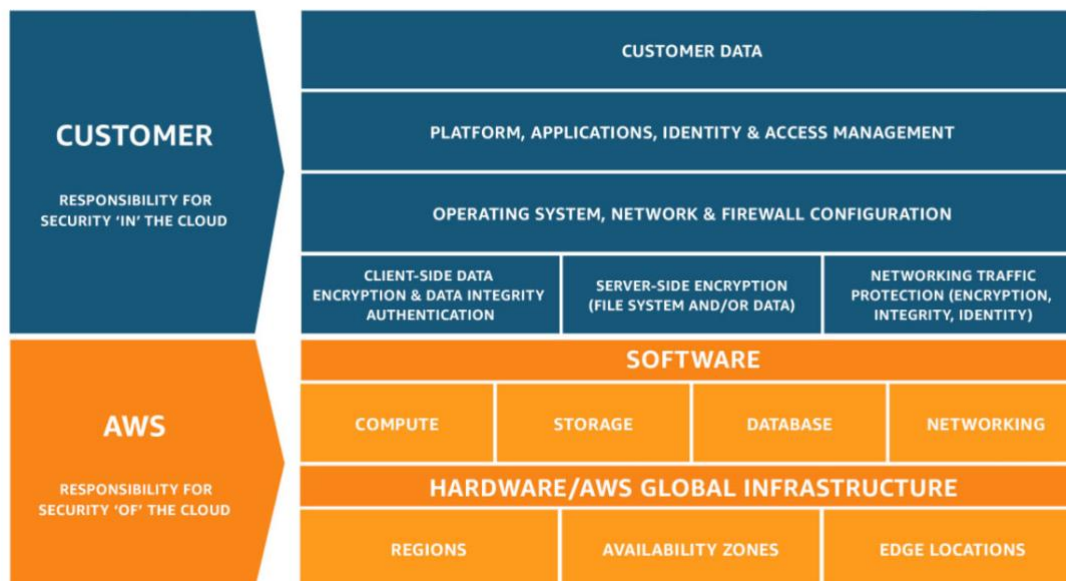 CUSTOMER
RESPONSIBILITY FOR
SECURITY ‘IN’ THE CLOUD
CUSTOMER DATA
PLATFORM, APPLICATIONS, IDENTITY & ACCESS MANAGEMENT
OPERATING SYSTEM, NETWORK & FIREWALL CONFIGURATION
CLIENT-SIDE DATA
ENCRYPTION & DATA INTEGRITY
AUTHENTICATION
SERVER-SIDE ENCRYPTION
(FILE SYSTEM AND/OR DATA)
NETWORKING TRAFFIC
PROTECTION (ENCRYPTION,
INTEGRITY, IDENTITY)
AWS
RESPONSIBILITY FOR
SECURITY ‘OF’ THE CLOUD
SOFTWARE
COMPUTE
STORAGE
DATABASE
NETWORKING
HARDWARE/AWS GLOBAL INFRASTRUCTURE
REGIONS
AVAILABILITY ZONES
EDGE LOCATIONS